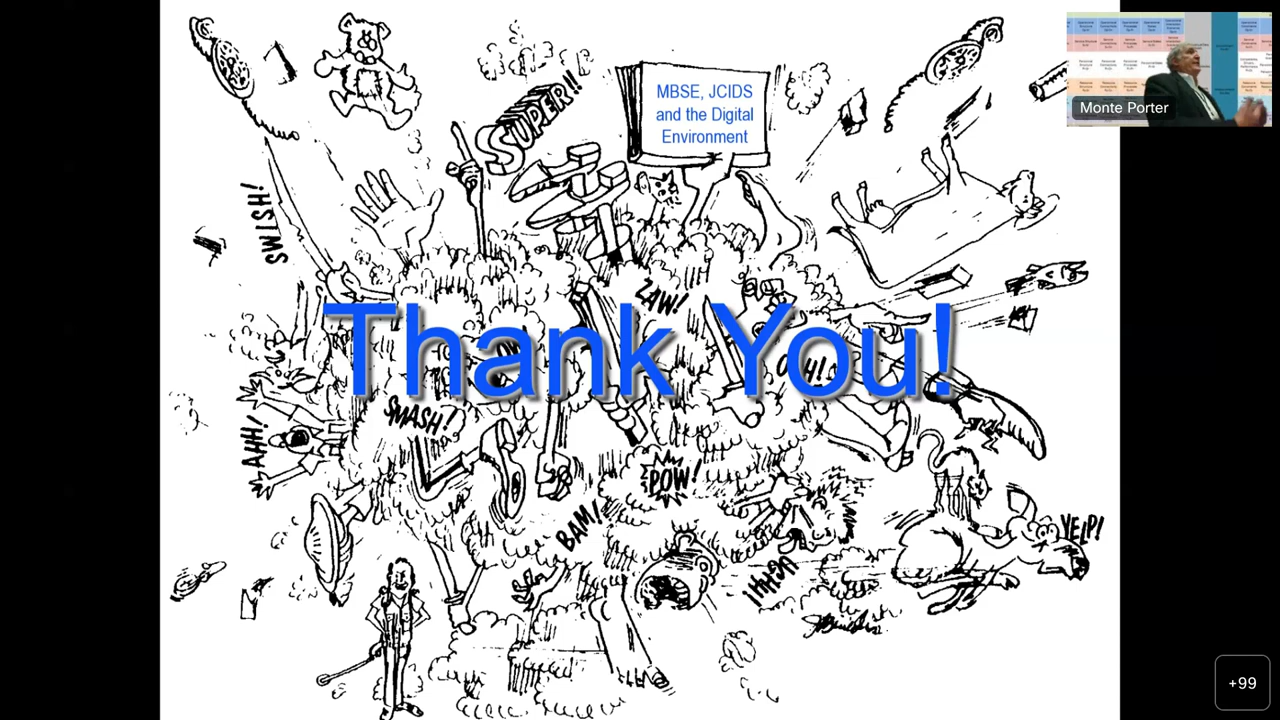 SUPER!!
MBSE, JCIDS
and the Digital
Environment
Monte Porter
SWISH!
ZAW!
Thank You!
SMASH!
AHH!
POW!
BAM!
YELP!
UGHH!
+99